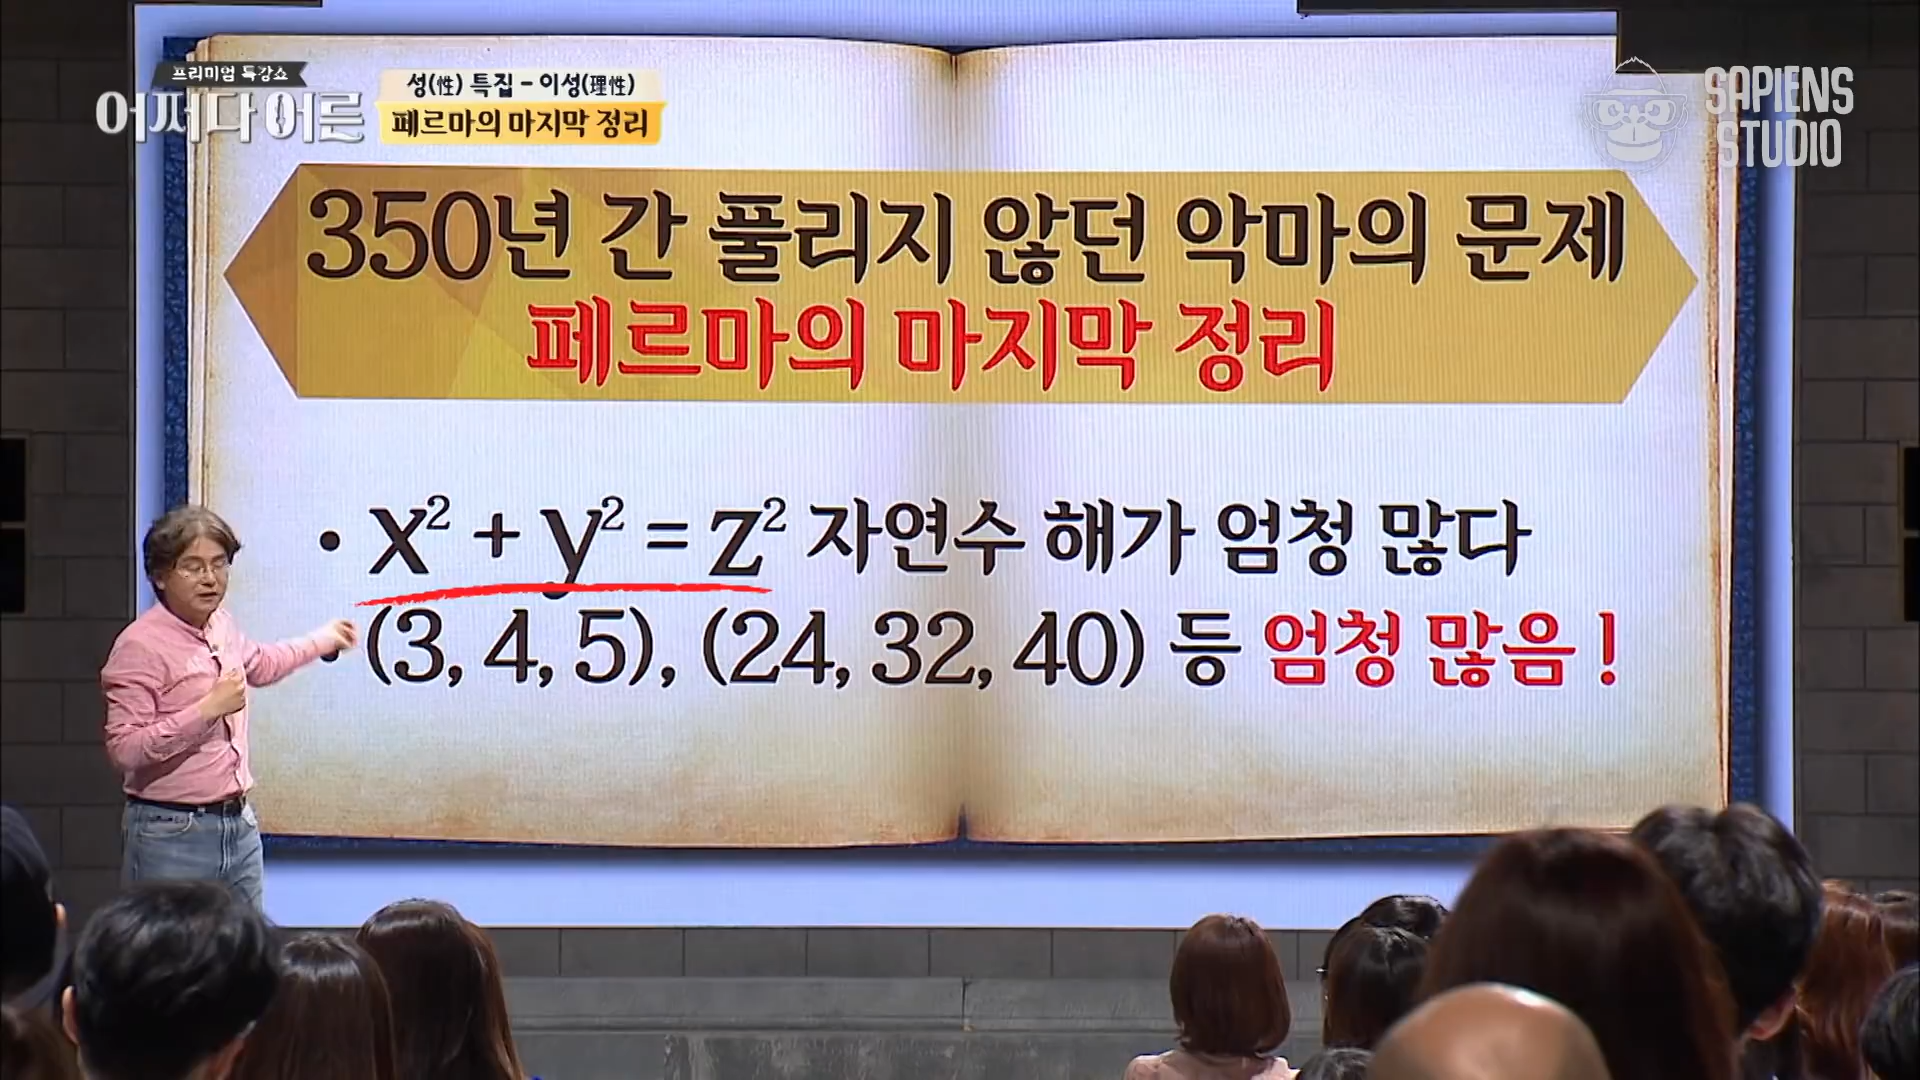 프리미엄 특강쇼
어쩌다 어른
성(性) 특집 - 이성(理性)
페르마의 마지막 정리
SAPIENS
STUDIO
350년 간 풀리지 않던 악마의 문제
페르마의 마지막 정리
• x² + y² = z² 자연수 해가 엄청 많다
• (3, 4, 5), (24, 32, 40) 등 엄청 많음!